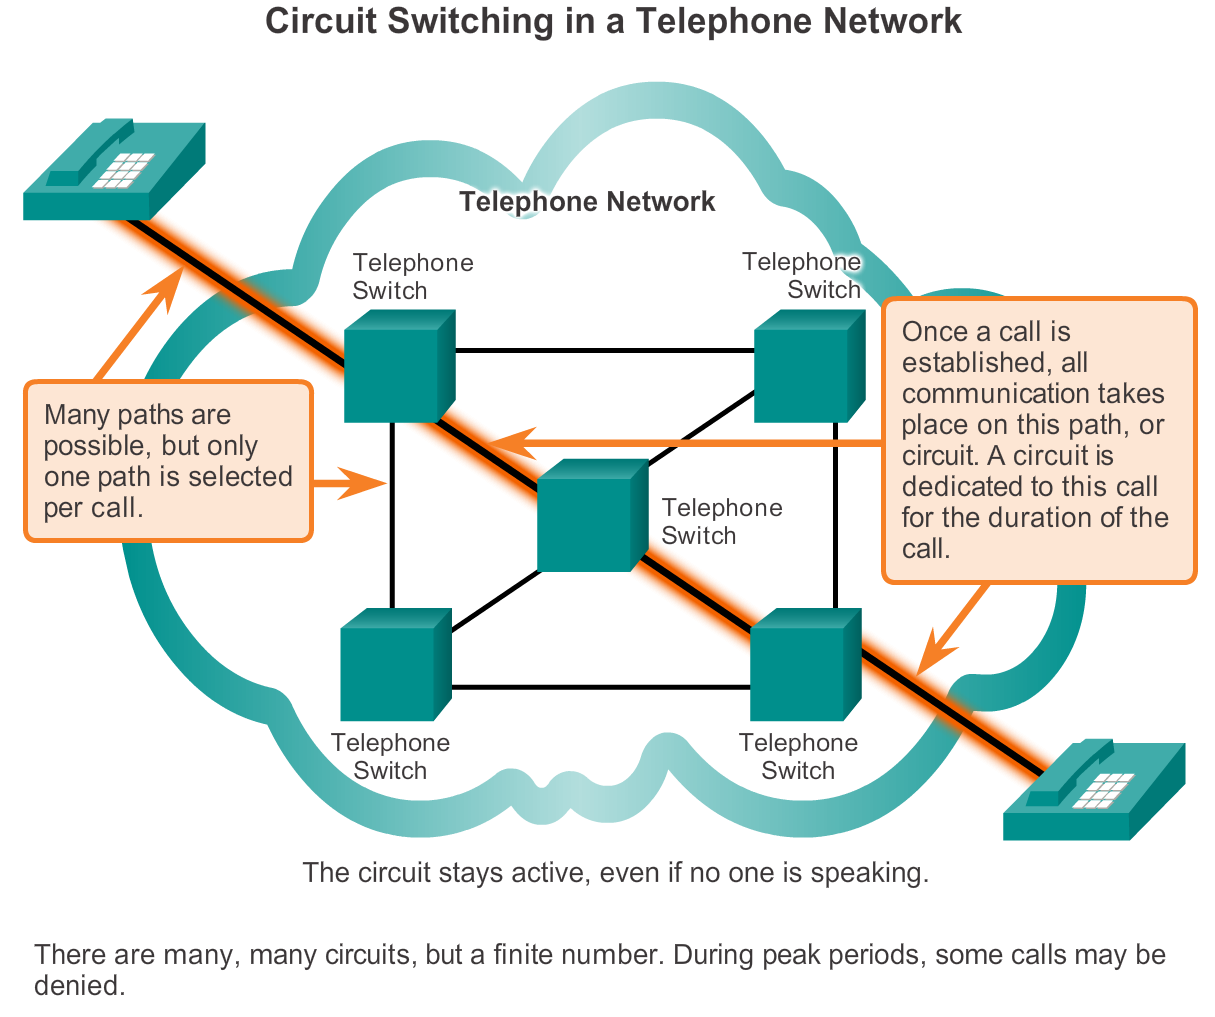 Circuit Switching in a Telephone Network
Telephone Network
Telephone
Switch
Telephone
Switch
Once a call is
established, all
communication takes
place on this path, or
circuit. A circuit is
dedicated to this call
for the duration of the
call.
Many paths are
possible, but only
one path is selected
per call.
Telephone
Switch
Telephone
Switch
Telephone
Switch
The circuit stays active, even if no one is speaking.
There are many, many circuits, but a finite number. During peak periods, some calls may be
denied.